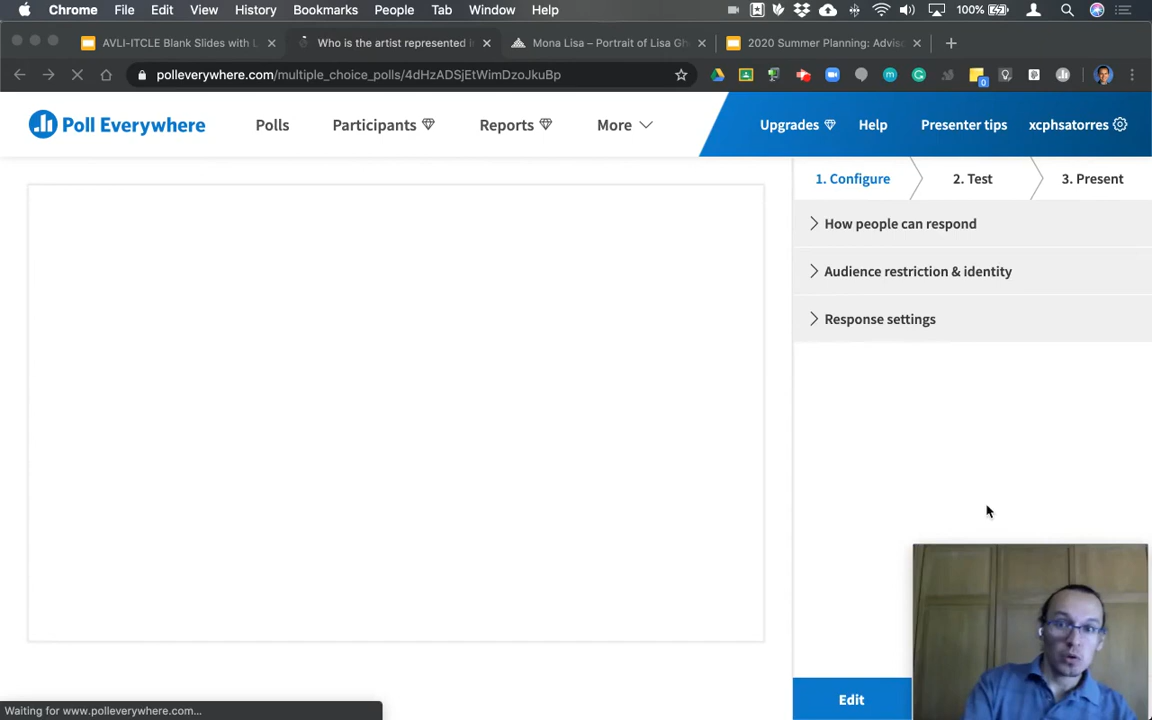 Chrome File Edit View History Bookmarks People Tab Window Help 100%
AVLI-ITCLE Blank Slides with L
Who is the artist represented i
Mona Lisa – Portrait of Lisa Gh
2020 Summer Planning: Advis
polleverywhere.com/multiple_choice_polls/4dHzADSjEtWimDzoJkuBp
0
Poll Everywhere Polls Participants Reports More Upgrades Help Presenter tips xcphsatorres
1. Configure 2. Test 3. Present
How people can respond
Audience restriction & identity
Response settings
Edit
Waiting for www.polleverywhere.com...